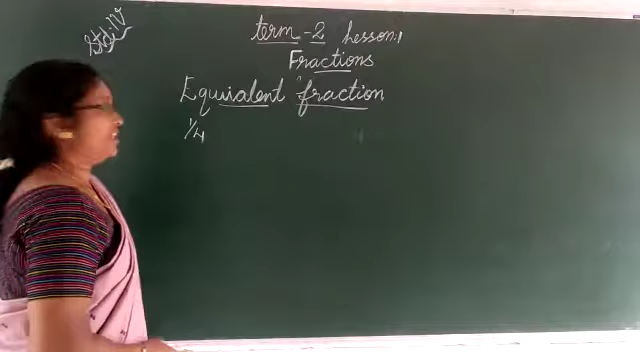 Std: IV
term - 2 Lesson:1
Fractions
Equivalent fraction
1/4